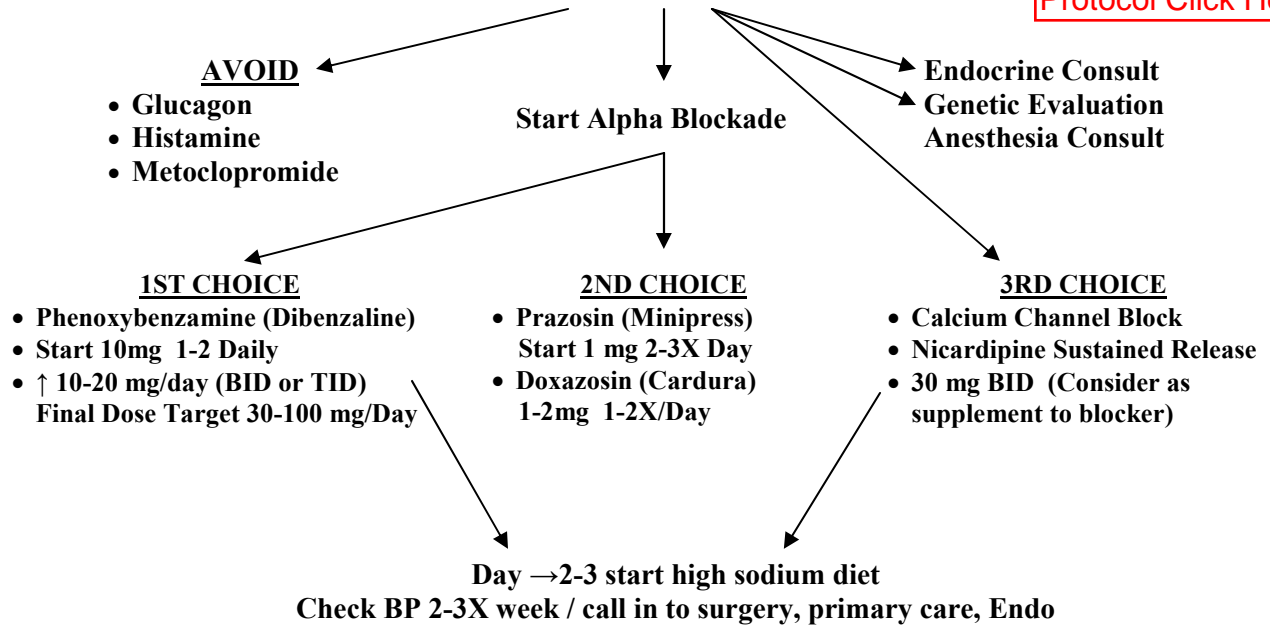 Protocol Click
AVOID
• Glucagon
• Histamine
• Metoclopromide
Start Alpha Blockade
Endocrine Consult
Genetic Evaluation
Anesthesia Consult
1ST CHOICE
• Phenoxybenzamine (Dibenzaline)
• Start 10mg 1-2 Daily
• ↑ 10-20 mg/day (BID or TID)
Final Dose Target 30-100 mg/Day
2ND CHOICE
• Prazosin (Minipress)
Start 1 mg 2-3X Day
• Doxazosin (Cardura)
1-2mg 1-2X/Day
3RD CHOICE
• Calcium Channel Block
• Nicardipine Sustained Release
• 30 mg BID (Consider as
supplement to blocker)
Day →2-3 start high sodium diet
Check BP 2-3X week / call in to surgery, primary care, Endo